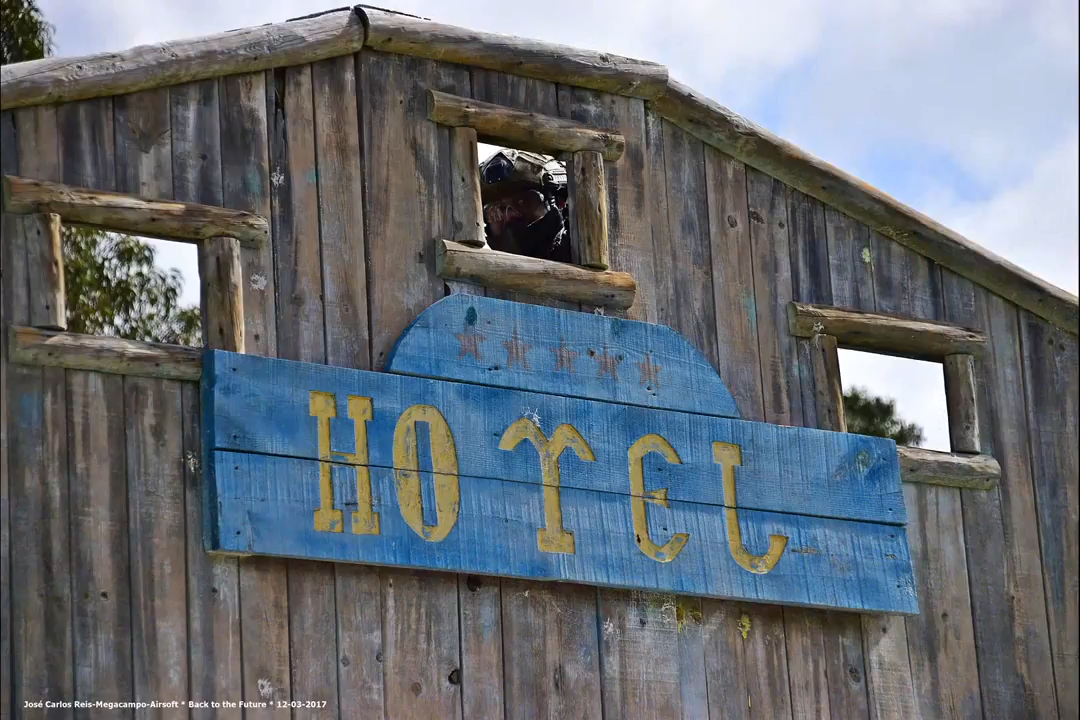 HOTEL
José Carlos Reis-Megacampo-Airsoft * Back to the Future * 12-03-2017